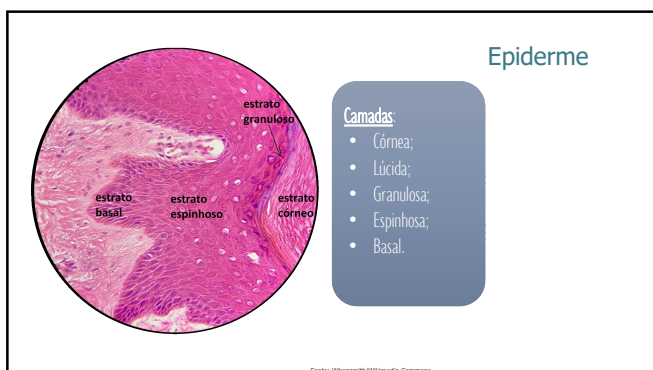 Epiderme
estrato
granuloso
estrato
basal
estrato
espinhoso
estrato
córneo
Camadas:
• Córnea;
• Lúcida;
• Granulosa;
• Espinhosa;
• Basal.